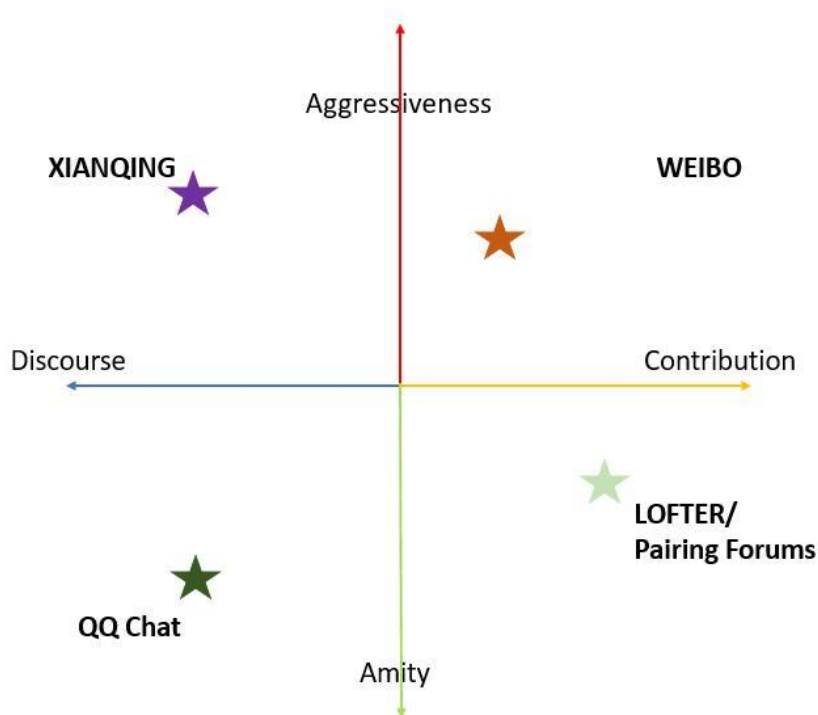 Aggressiveness
XIANQING
WEIBO
Discourse
Contribution
LOFTER/
Pairing Forums
QQ Chat
Amity